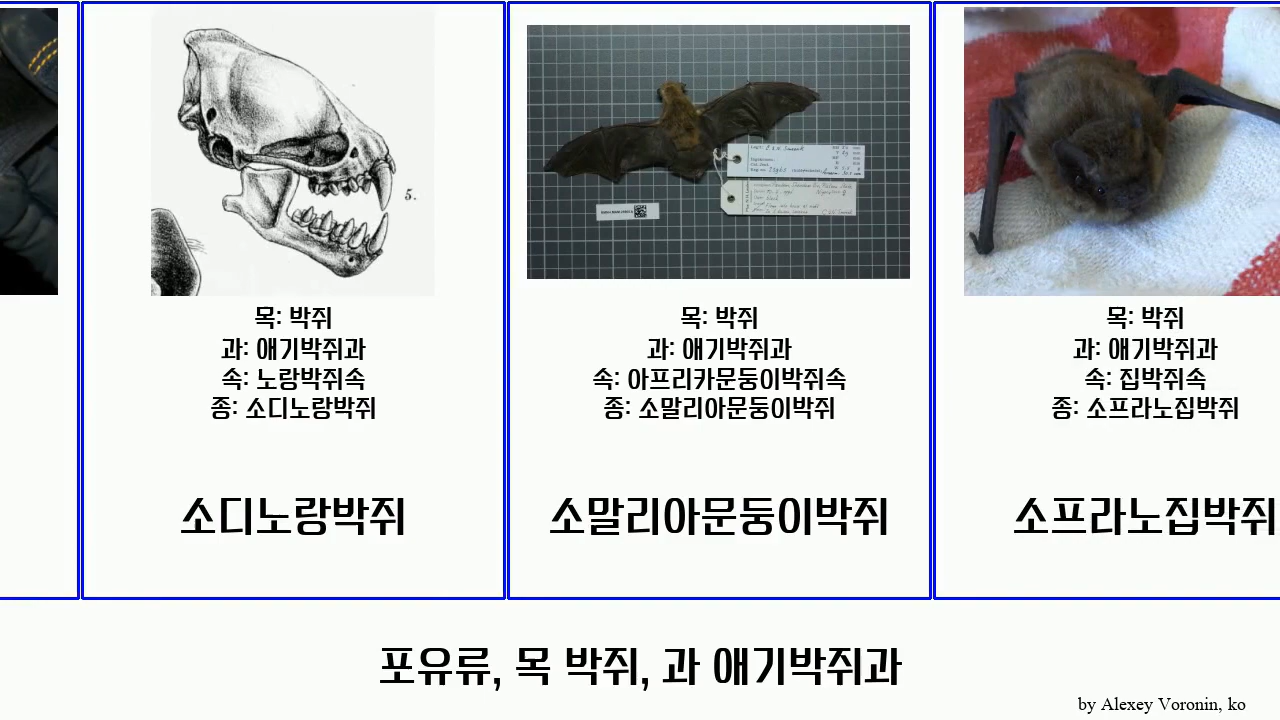 5.
목: 박쥐
과: 애기박쥐과
속: 노랑박쥐속
종: 소디노랑박쥐
소디노랑박쥐
목: 박쥐
과: 애기박쥐과
속: 아프리카문둥이박쥐속
종: 소말리아문둥이박쥐
소말리아문둥이박쥐
목: 박쥐
과: 애기박쥐과
속: 집박쥐속
종: 소프라노집박쥐
소프라노집박쥐
포유류, 목 박쥐, 과 애기박쥐과
by Alexey Voronin, ko